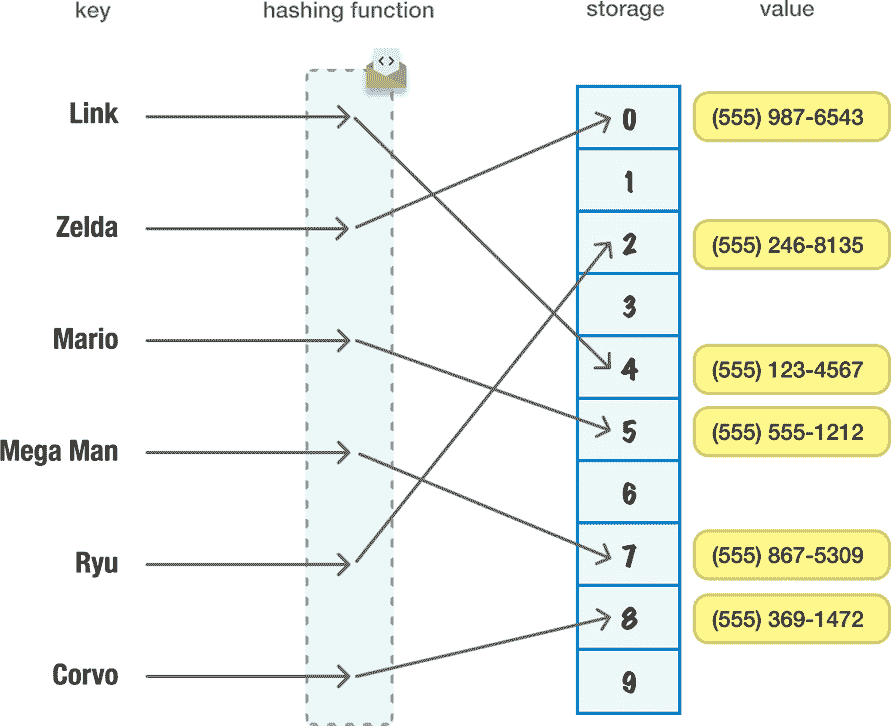 key hashing function storage value
Link
Zelda
Mario
Mega Man
Ryu
Corvo
< >
0
1
2
3
4
5
6
7
8
9
(555) 987-6543
(555) 246-8135
(555) 123-4567
(555) 555-1212
(555) 867-5309
(555) 369-1472